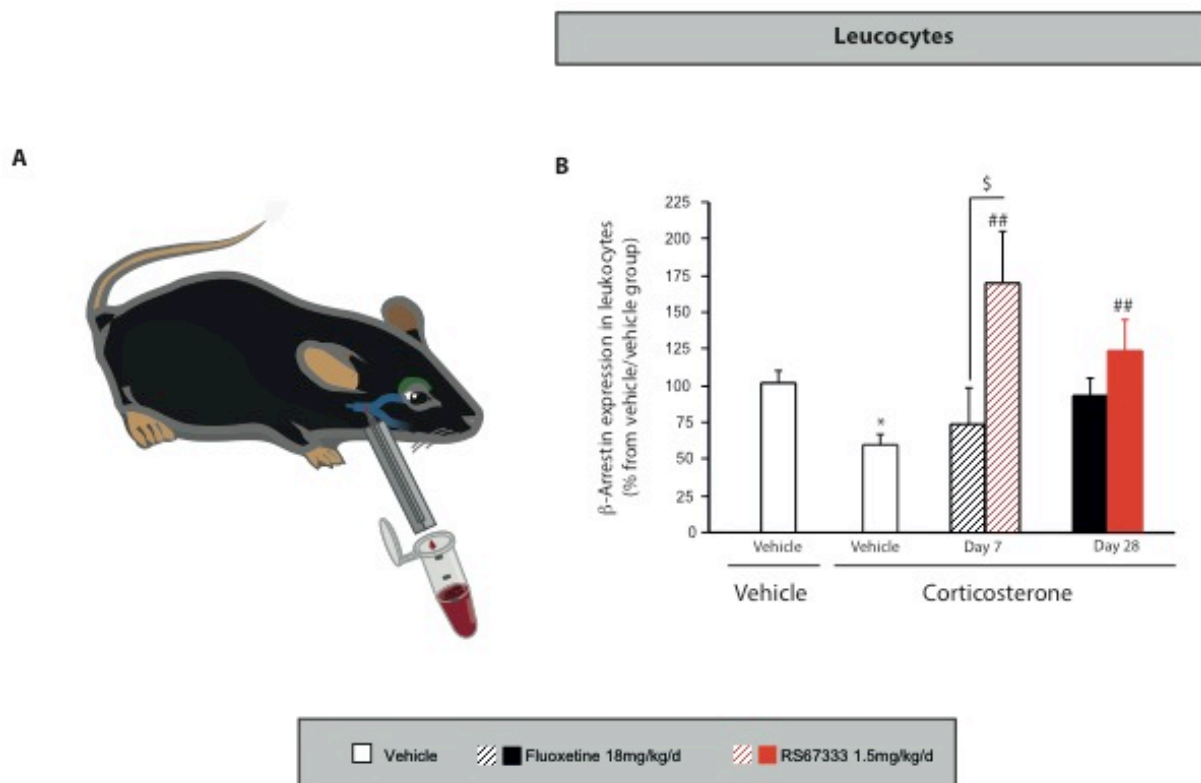 Leucocytes
A
B
β-Arrestin expression in leukocytes
(% from vehicle/vehicle group)
225
200
175
150
125
100
75
50
25
0
$
##
##
*
Vehicle
Vehicle
Day 7
Day 28
Vehicle
Corticosterone
Vehicle
Fluoxetine 18mg/kg/d
RS67333 1.5mg/kg/d